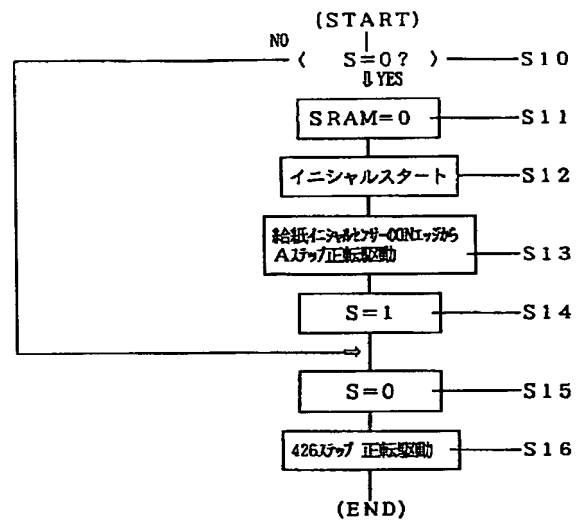 (START)
NO
〈 S=0? 〉 S10
⇓ YES
SRAM=0 S11
イニシャルスタート S12
給紙イニシャルセンサーのONエッジから
Aステップ正転駆動 S13
S=1 S14
⇒
S=0 S15
426ステップ 正転駆動 S16
(END)